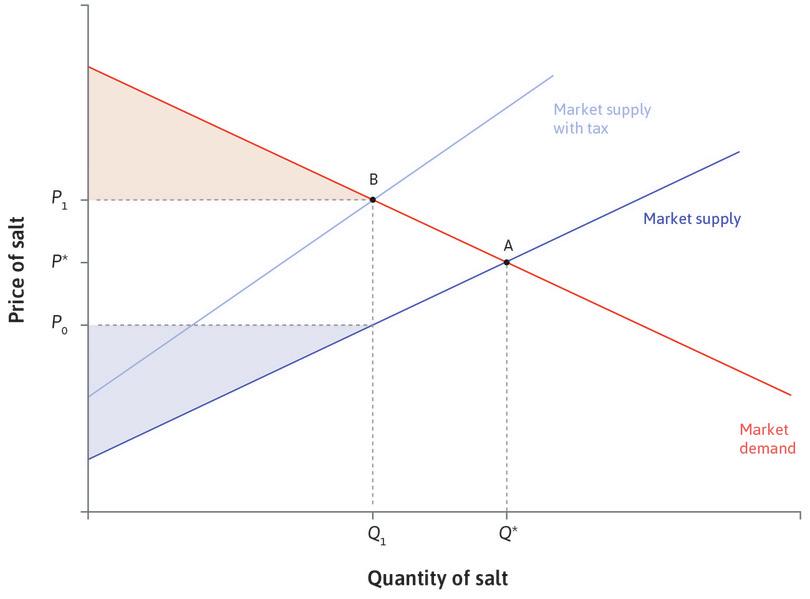 Market supply
with tax
B
P1
Market supply
A
P*
Price of salt
P0
Market
demand
Q1
Q*
Quantity of salt